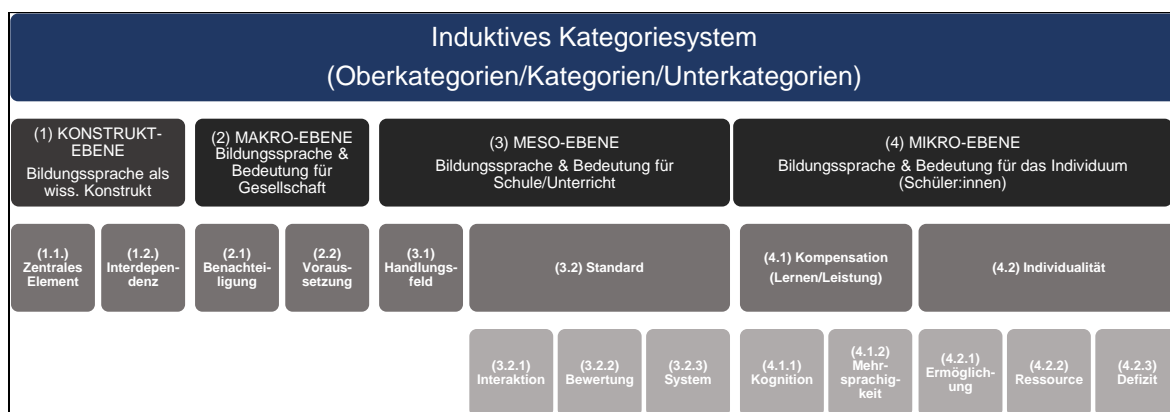 Induktives Kategoriesystem
(Oberkategorien/Kategorien/Unterkategorien)
(1) KONSTRUKT-
EBENE
Bildungssprache als
wiss. Konstrukt
(2) MAKRO-EBENE
Bildungssprache &
Bedeutung für
Gesellschaft
(3) MESO-EBENE
Bildungssprache & Bedeutung für
Schule/Unterricht
(4) MIKRO-EBENE
Bildungssprache & Bedeutung für das Individuum
(Schüler:innen)
(1.1.)
Zentrales
Element
(1.2.)
Interdepen-
denz
(2.1)
Benachtei-
ligung
(2.2)
Voraus-
setzung
(3.1)
Handlungs-
feld
(3.2) Standard
(4.1) Kompensation
(Lernen/Leistung)
(4.2) Individualität
(3.2.1)
Interaktion
(3.2.2)
Bewertung
(3.2.3)
System
(4.1.1)
Kognition
(4.1.2)
Mehr-
sprachig-
keit
(4.2.1)
Ermöglich-
ung
(4.2.2)
Ressource
(4.2.3)
Defizit